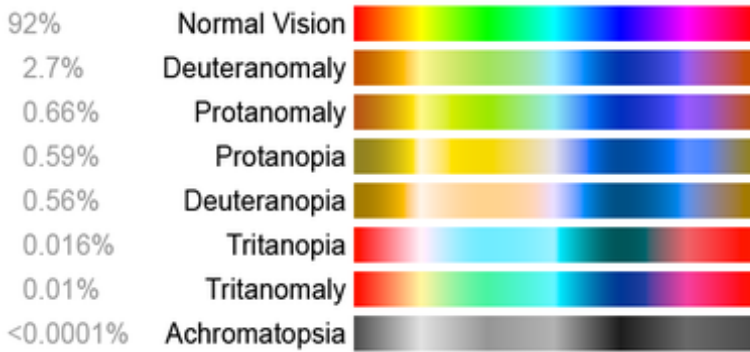 92% Normal Vision
2.7% Deuteranomaly
0.66% Protanomaly
0.59% Protanopia
0.56% Deuteranopia
0.016% Tritanopia
0.01% Tritanomaly
<0.0001% Achromatopsia